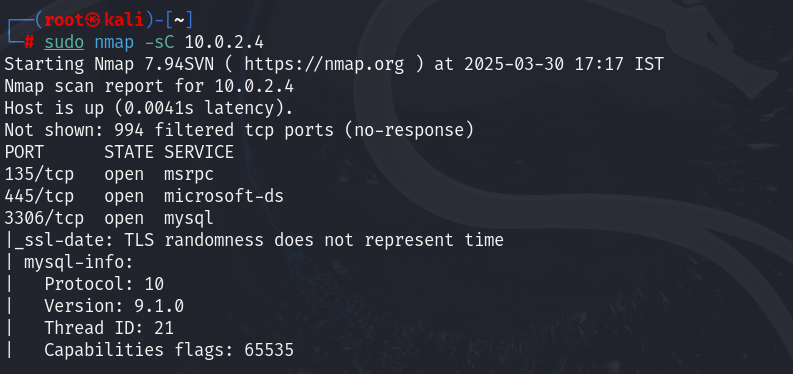 ┌──(root㉿kali)-[~]
└─# sudo nmap -sC 10.0.2.4
Starting Nmap 7.94SVN ( https://nmap.org ) at 2025-03-30 17:17 IST
Nmap scan report for 10.0.2.4
Host is up (0.0041s latency).
Not shown: 994 filtered tcp ports (no-response)
PORT     STATE SERVICE
135/tcp  open  msrpc
445/tcp  open  microsoft-ds
3306/tcp open  mysql
|_ssl-date: TLS randomness does not represent time
| mysql-info:
|   Protocol: 10
|   Version: 9.1.0
|   Thread ID: 21
|   Capabilities flags: 65535